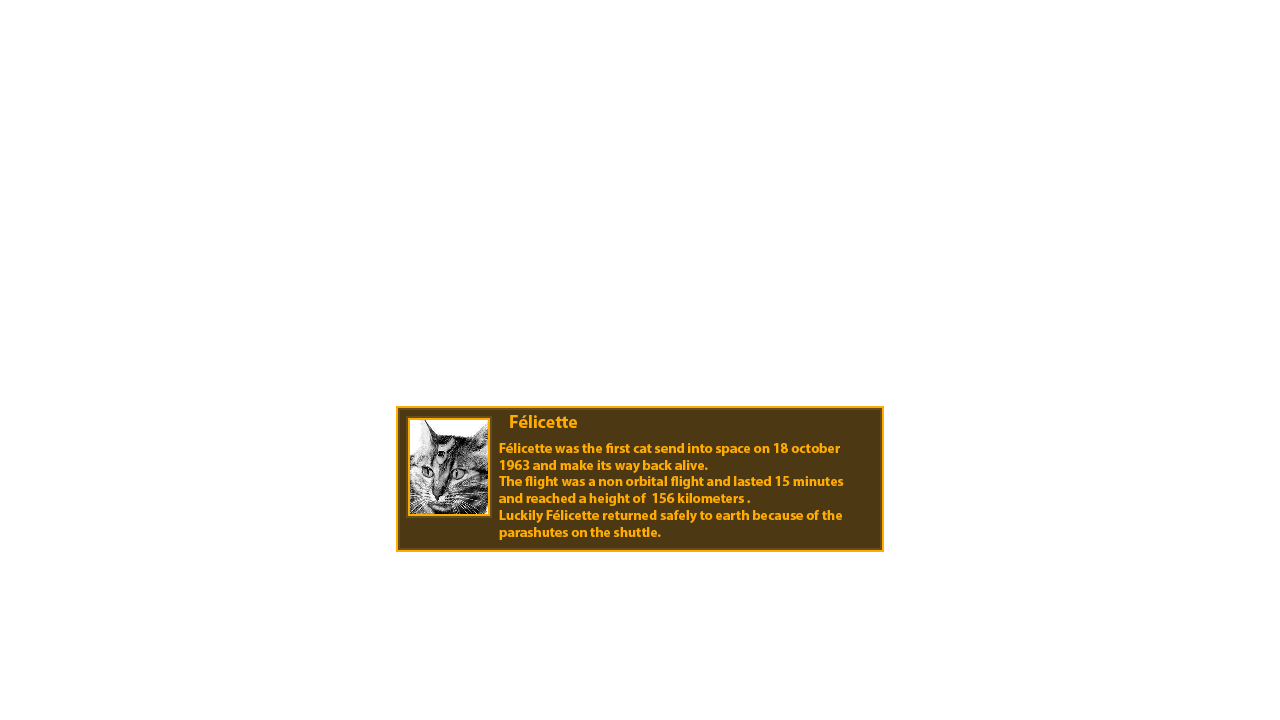 Félicette
Félicette was the first cat send into space on 18 october
1963 and make its way back alive.
The flight was a non orbital flight and lasted 15 minutes
and reached a height of  156 kilometers .
Luckily Félicette returned safely to earth because of the
parashutes on the shuttle.